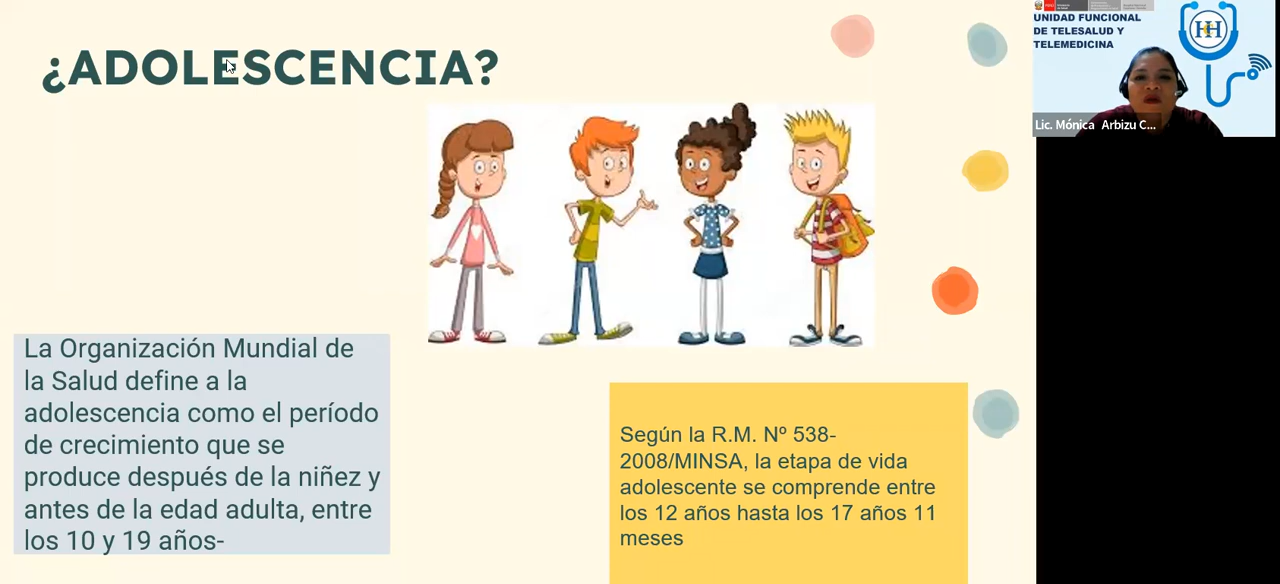 ¿ADOLESCENCIA?
La Organización Mundial de
la Salud define a la
adolescencia como el período
de crecimiento que se
produce después de la niñez y
antes de la edad adulta, entre
los 10 y 19 años-
Según la R.M. Nº 538-
2008/MINSA, la etapa de vida
adolescente se comprende entre
los 12 años hasta los 17 años 11
meses
UNIDAD FUNCIONAL
DE TELESALUD Y
TELEMEDICINA
Lic. Mónica Arbizu C...